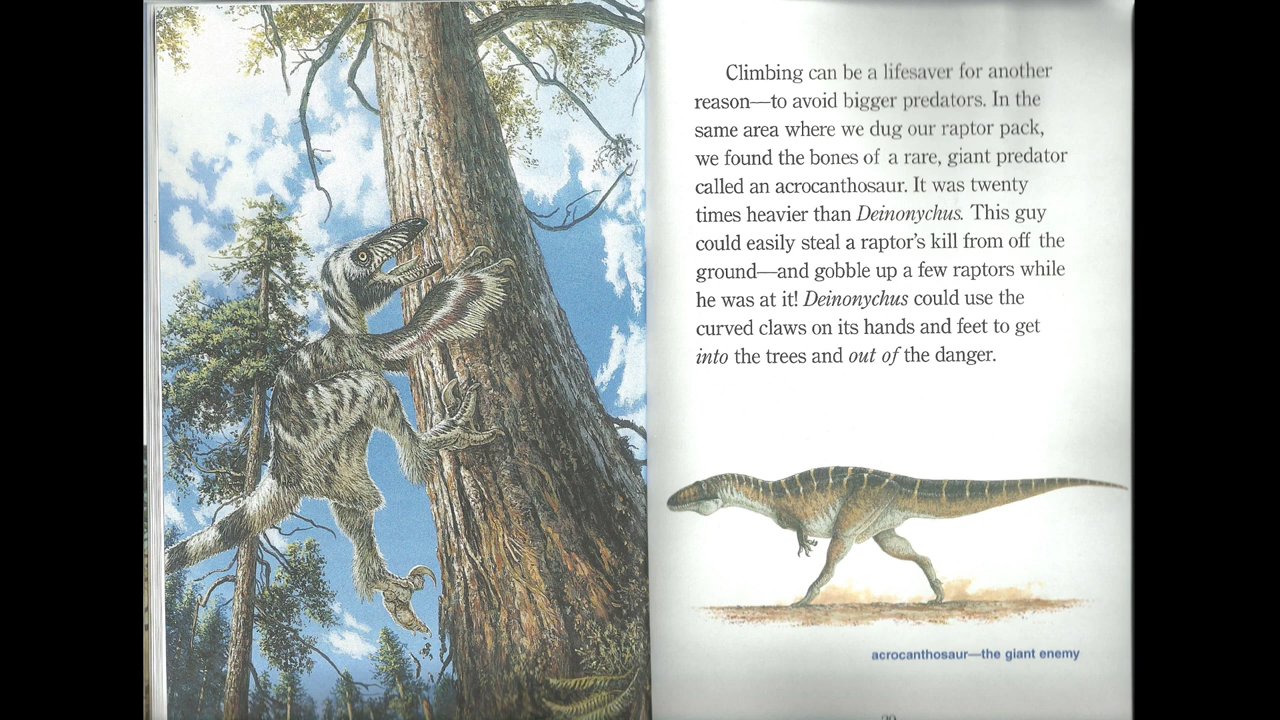 Climbing can be a lifesaver for another
reason—to avoid bigger predators. In the
same area where we dug our raptor pack,
we found the bones of a rare, giant predator
called an acrocanthosaur. It was twenty
times heavier than Deinonychus. This guy
could easily steal a raptor's kill from off the
ground—and gobble up a few raptors while
he was at it! Deinonychus could use the
curved claws on its hands and feet to get
into the trees and out of the danger.
acrocanthosaur—the giant enemy